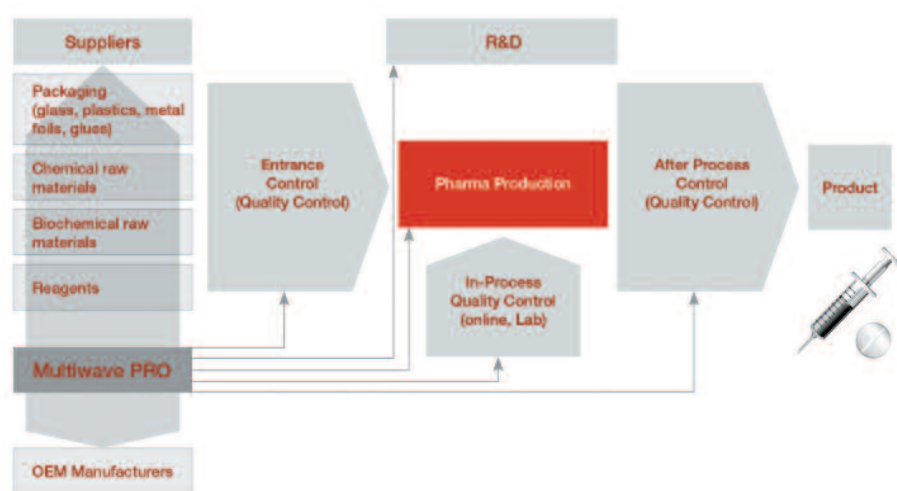 Suppliers
Packaging
(glass, plastics, metal
foils, glues)
Chemical raw
materials
Biochemical raw
materials
Reagents
Multiwave PRO
OEM Manufacturers
Entrance
Control
(Quality Control)
R&D
Pharma Production
In-Process
Quality Control
(online, Lab)
After Process
Control
(Quality Control)
Product